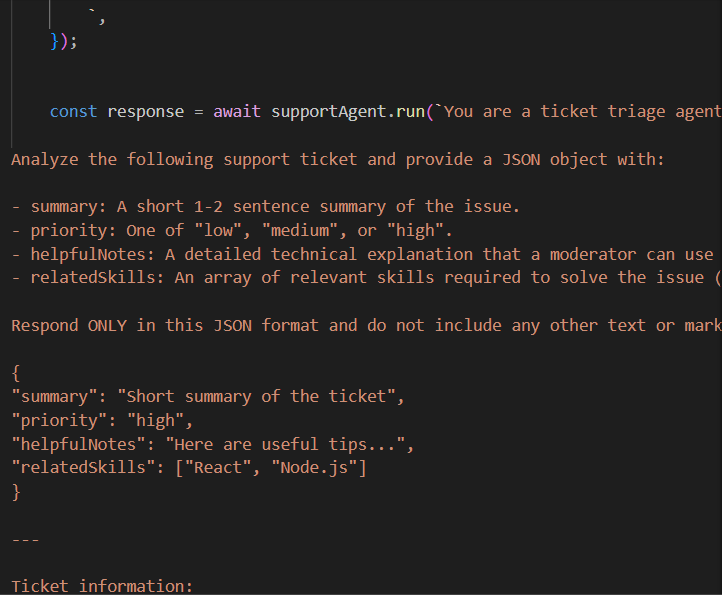 `,
});
const response = await supportAgent.run(`You are a ticket triage agent
Analyze the following support ticket and provide a JSON object with:
- summary: A short 1-2 sentence summary of the issue.
- priority: One of "low", "medium", or "high".
- helpfulNotes: A detailed technical explanation that a moderator can use
- relatedSkills: An array of relevant skills required to solve the issue (
Respond ONLY in this JSON format and do not include any other text or mark
{
"summary": "Short summary of the ticket",
"priority": "high",
"helpfulNotes": "Here are useful tips...",
"relatedSkills": ["React", "Node.js"]
}
---
Ticket information: